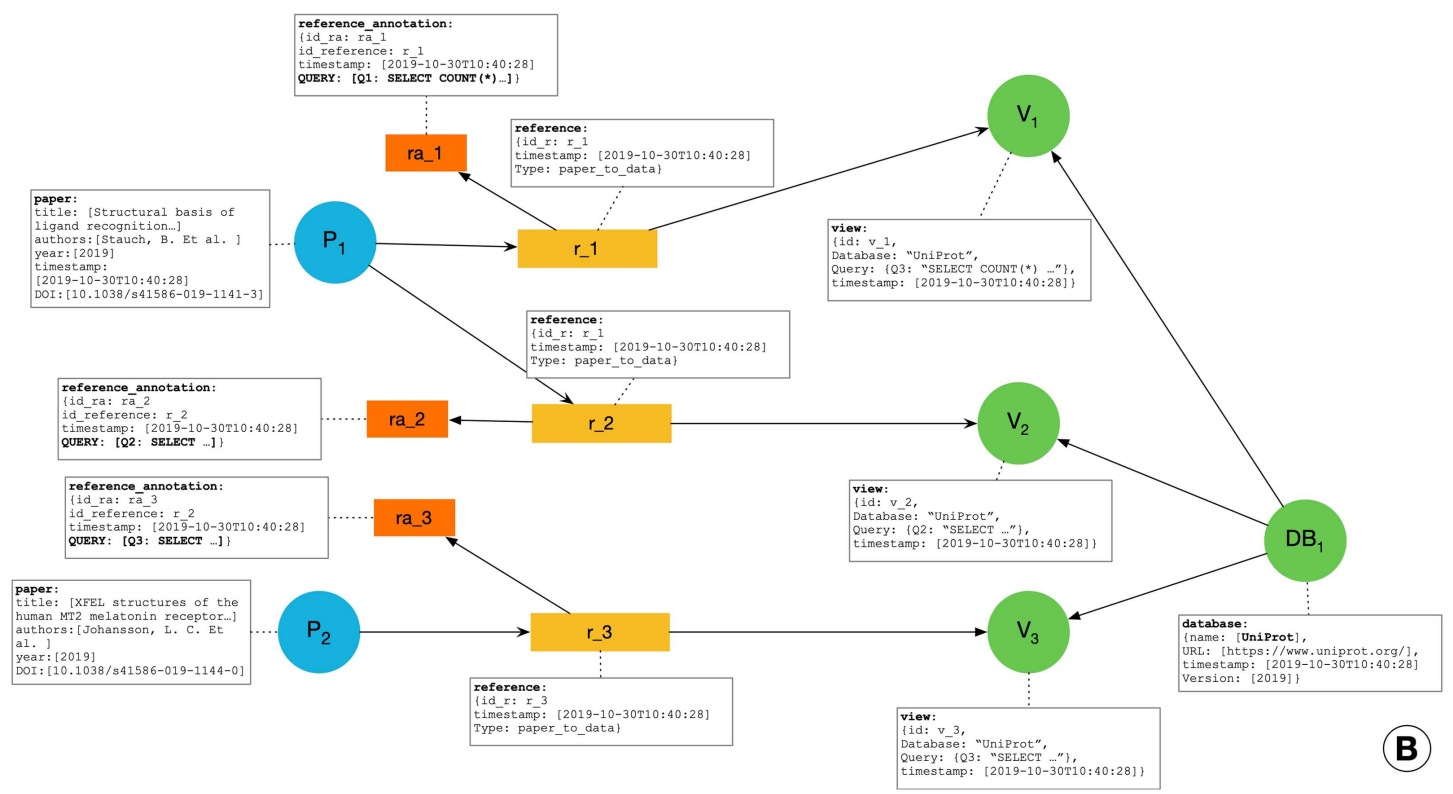 reference_annotation:
{id_ra: ra_1
id_reference: r_1
timestamp: [2019-10-30T10:40:28]
QUERY: [Q1: SELECT COUNT(*)…]}
ra_1
reference:
{id_r: r_1
timestamp: [2019-10-30T10:40:28]
Type: paper_to_data}
V1
paper:
title: [Structural basis of
ligand recognition…]
authors:[Stauch, B. Et al. ]
year:[2019]
timestamp:
[2019-10-30T10:40:28]
DOI:[10.1038/s41586-019-1141-3]
P1
r_1
view:
{id: v_1,
Database: “UniProt”,
Query: {Q3: “SELECT COUNT(*) …”},
timestamp: [2019-10-30T10:40:28]}
reference:
{id_r: r_1
timestamp: [2019-10-30T10:40:28]
Type: paper_to_data}
reference_annotation:
{id_ra: ra_2
id_reference: r_2
timestamp: [2019-10-30T10:40:28]
QUERY: [Q2: SELECT …]}
ra_2
r_2
V2
reference_annotation:
{id_ra: ra_3
id_reference: r_2
timestamp: [2019-10-30T10:40:28]
QUERY: [Q3: SELECT …]}
ra_3
view:
{id: v_2,
Database: “UniProt”,
Query: {Q2: “SELECT …”},
timestamp: [2019-10-30T10:40:28]}
DB1
paper:
title: [XFEL structures of the
human MT2 melatonin receptor…]
authors:[Johansson, L. C. Et
al. ]
year:[2019]
DOI:[10.1038/s41586-019-1144-0]
P2
r_3
V3
database:
{name: [UniProt],
URL: [https://www.uniprot.org/],
timestamp: [2019-10-30T10:40:28]
Version: [2019]}
reference:
{id_r: r_3
timestamp: [2019-10-30T10:40:28]
Type: paper_to_data}
view:
{id: v_3,
Database: “UniProt”,
Query: {Q3: “SELECT …”},
timestamp: [2019-10-30T10:40:28]}
B